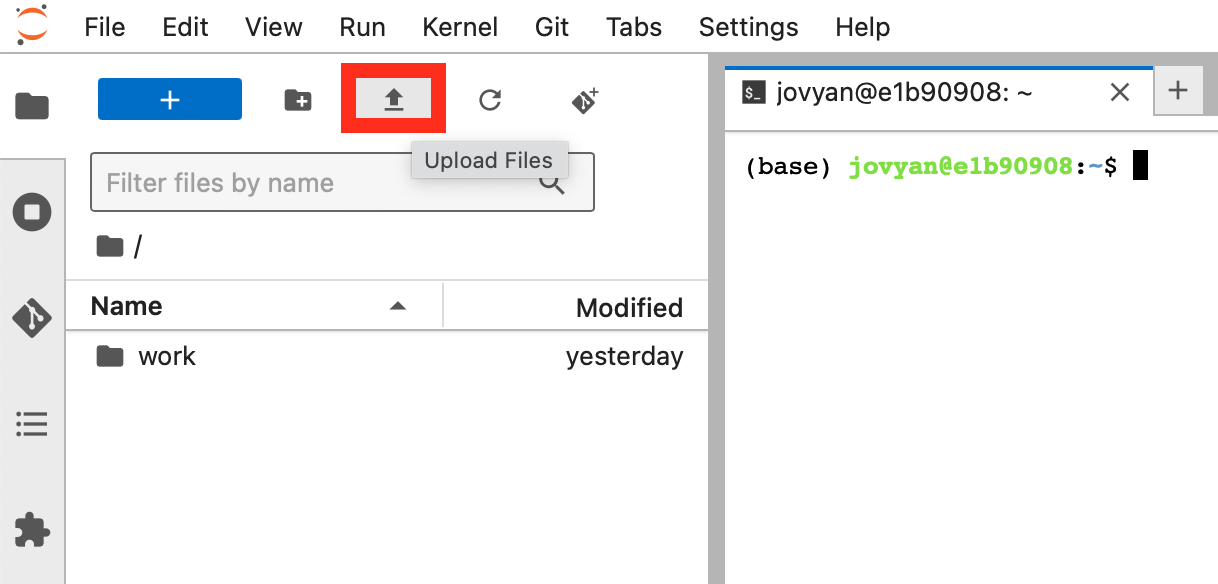 File Edit View Run Kernel Git Tabs Settings Help
$_ jovyan@e1b90908: ~
Upload Files
Filter files by name
/
Name Modified
work yesterday
(base) jovyan@e1b90908:~$